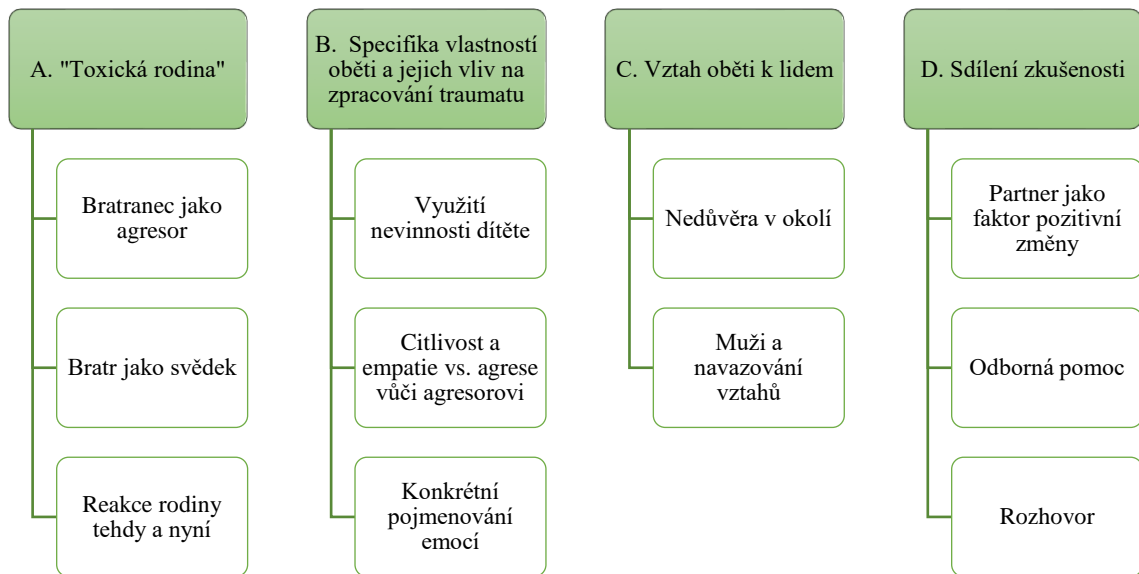 A. "Toxická rodina"
Bratranec jako
agresor
Bratr jako svědek
Reakce rodiny
tehdy a nyní
B. Specifika vlastností
oběti a jejich vliv na
zpracování traumatu
Využití
nevinnosti dítěte
Citlivost a
empatie vs. agrese
vůči agresorovi
Konkrétní
pojmenování
emocí
C. Vztah oběti k lidem
Nedůvěra v okolí
Muži a
navazování
vztahů
D. Sdílení zkušenosti
Partner jako
faktor pozitivní
změny
Odborná pomoc
Rozhovor